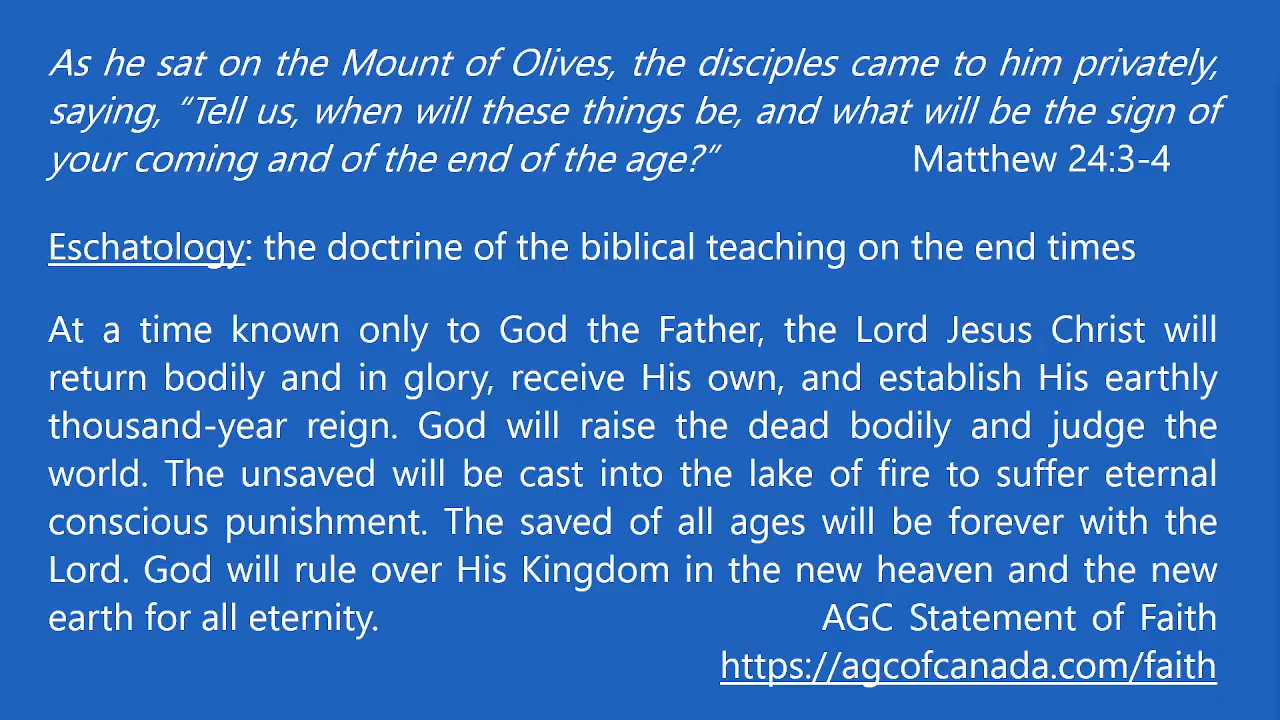 As he sat on the Mount of Olives, the disciples came to him privately,
saying, “Tell us, when will these things be, and what will be the sign of
your coming and of the end of the age?” Matthew 24:3-4
Eschatology: the doctrine of the biblical teaching on the end times
At a time known only to God the Father, the Lord Jesus Christ will
return bodily and in glory, receive His own, and establish His earthly
thousand-year reign. God will raise the dead bodily and judge the
world. The unsaved will be cast into the lake of fire to suffer eternal
conscious punishment. The saved of all ages will be forever with the
Lord. God will rule over His Kingdom in the new heaven and the new
earth for all eternity. AGC Statement of Faith
https://agcofcanada.com/faith